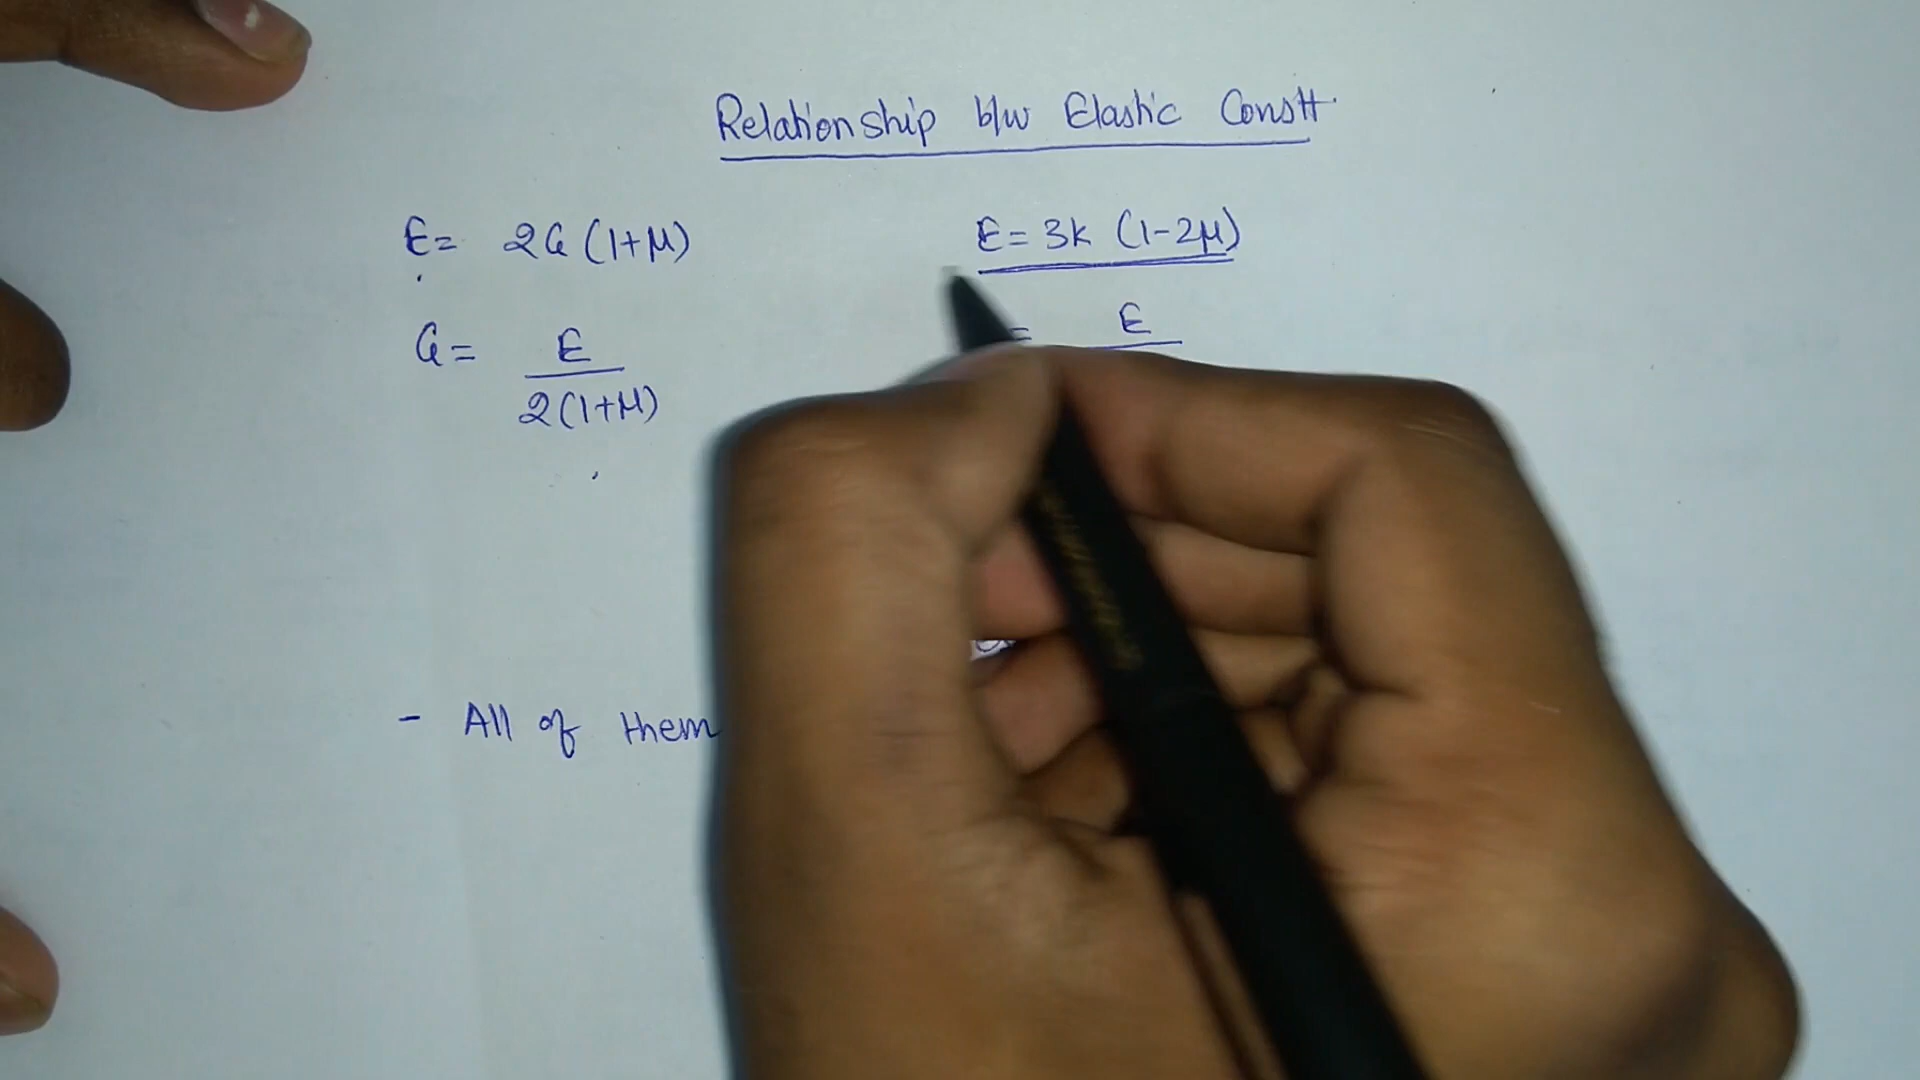 Relationship b/w Elastic Constt.
E= 2G (1+μ)
E= 3K (1-2μ)
G= E
2(1+μ)
= E
- All of them